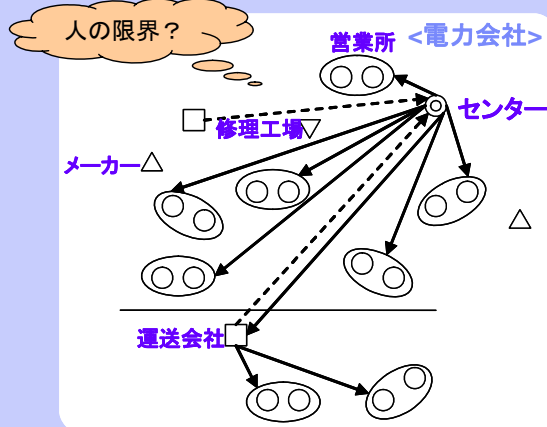 人の限界？
営業所
<電力会社>
センター
修理工場
メーカー
運送会社